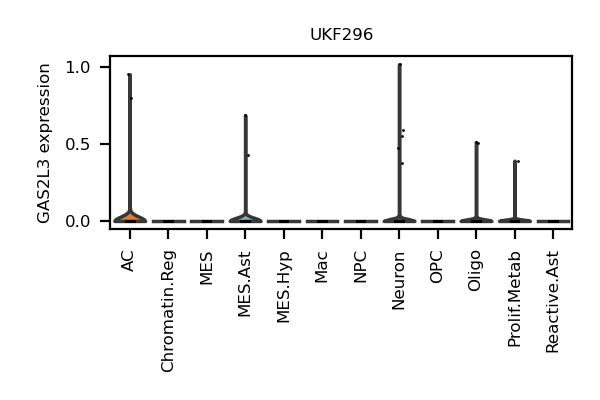 UKF296
GAS2L3 expression
1.0
0.5
0.0
AC
Chromatin.Reg
MES
MES.Ast
MES.Hyp
Mac
NPC
Neuron
OPC
Oligo
Prolif.Metab
Reactive.Ast